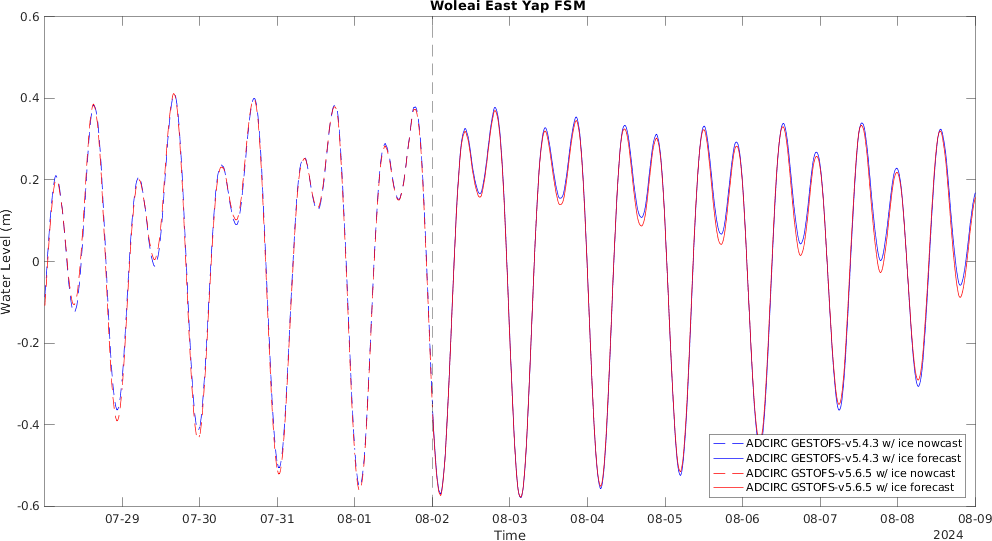 Woleai East Yap FSM
0.6
0.4
0.2
0
-0.2
-0.4
-0.6
Water Level (m)
ADCIRC GESTOFS-v5.4.3 w/ ice nowcast
ADCIRC GESTOFS-v5.4.3 w/ ice forecast
ADCIRC GSTOFS-v5.6.5 w/ ice nowcast
ADCIRC GSTOFS-v5.6.5 w/ ice forecast
07-29 07-30 07-31 08-01 08-02 08-03 08-04 08-05 08-06 08-07 08-08 08-09
Time
2024